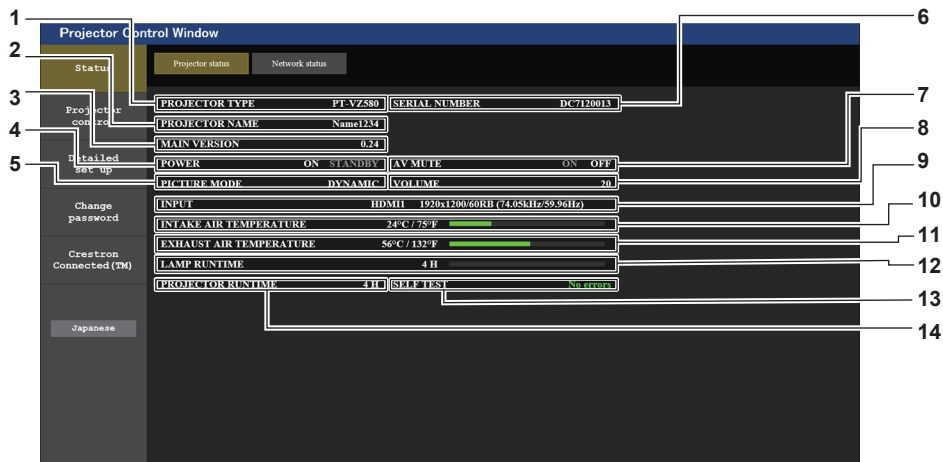 Projector Control Window
Status
Projector status
Network status
PROJECTOR TYPE PT-VZ580
SERIAL NUMBER DC7120013
PROJECTOR NAME Name1234
MAIN VERSION 0.24
POWER ON STANDBY
AV MUTE ON OFF
PICTURE MODE DYNAMIC
VOLUME 20
INPUT HDMI1 1920x1200/60RB (74.05kHz/59.96Hz)
INTAKE AIR TEMPERATURE 24°C / 75°F
EXHAUST AIR TEMPERATURE 56°C / 132°F
LAMP RUNTIME 4 H
PROJECTOR RUNTIME 4 H
SELF TEST No errors
Projector
control
Detailed
set up
Change
password
Crestron
Connected(TM)
Japanese
1
2
3
4
5
6
7
8
9
10
11
12
13
14